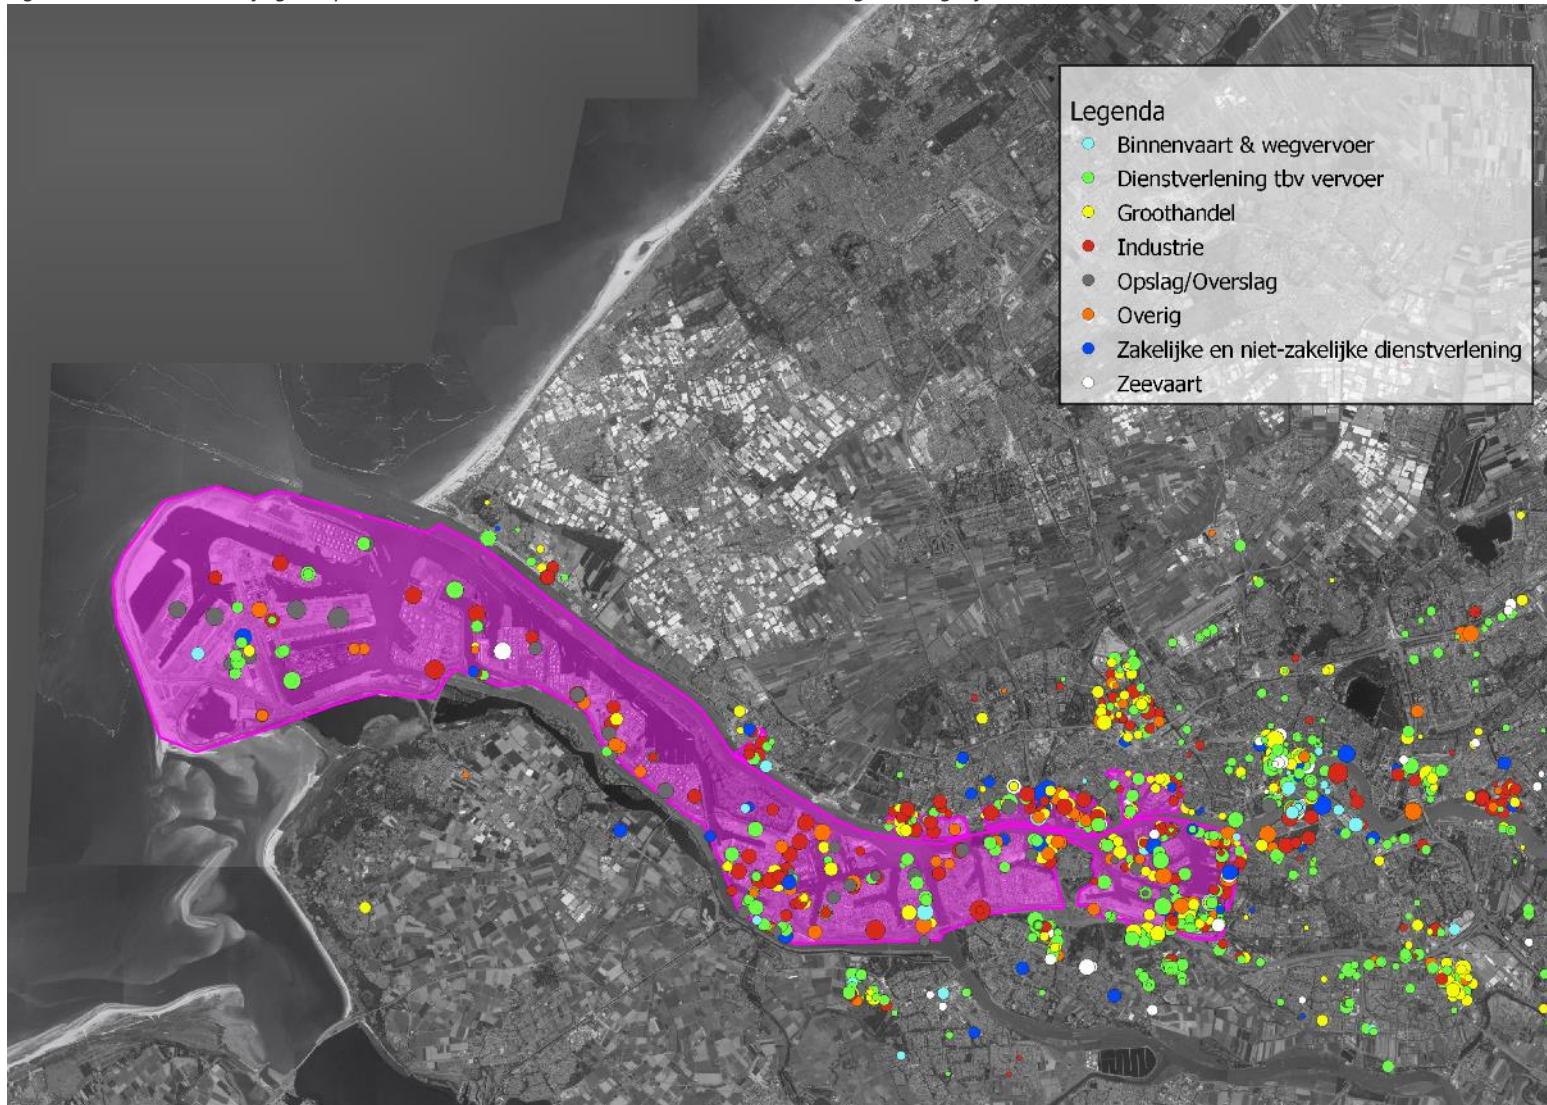 Legenda
Binnenvaart & wegvervoer
Dienstverlening tbv vervoer
Groothandel
Industrie
Opslag/Overslag
Overig
Zakelijke en niet-zakelijke dienstverlening
Zeevaart